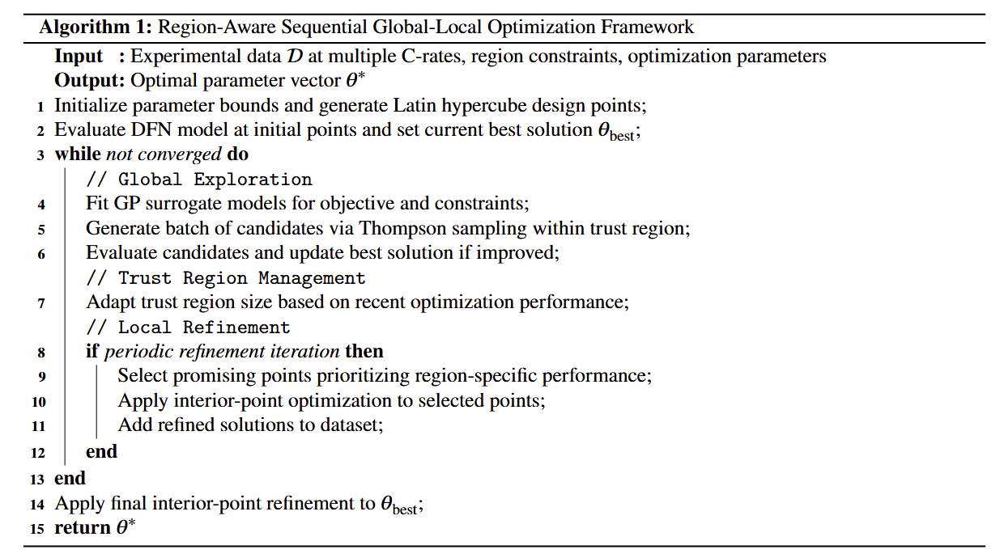 Algorithm 1: Region-Aware Sequential Global-Local Optimization Framework
Input : Experimental data 𝒟 at multiple C-rates, region constraints, optimization parameters
Output: Optimal parameter vector θ*
1 Initialize parameter bounds and generate Latin hypercube design points;
2 Evaluate DFN model at initial points and set current best solution θ_best;
3 while not converged do
// Global Exploration
4 Fit GP surrogate models for objective and constraints;
5 Generate batch of candidates via Thompson sampling within trust region;
6 Evaluate candidates and update best solution if improved;
// Trust Region Management
7 Adapt trust region size based on recent optimization performance;
// Local Refinement
8 if periodic refinement iteration then
9 Select promising points prioritizing region-specific performance;
10 Apply interior-point optimization to selected points;
11 Add refined solutions to dataset;
12 end
13 end
14 Apply final interior-point refinement to θ_best;
15 return θ*